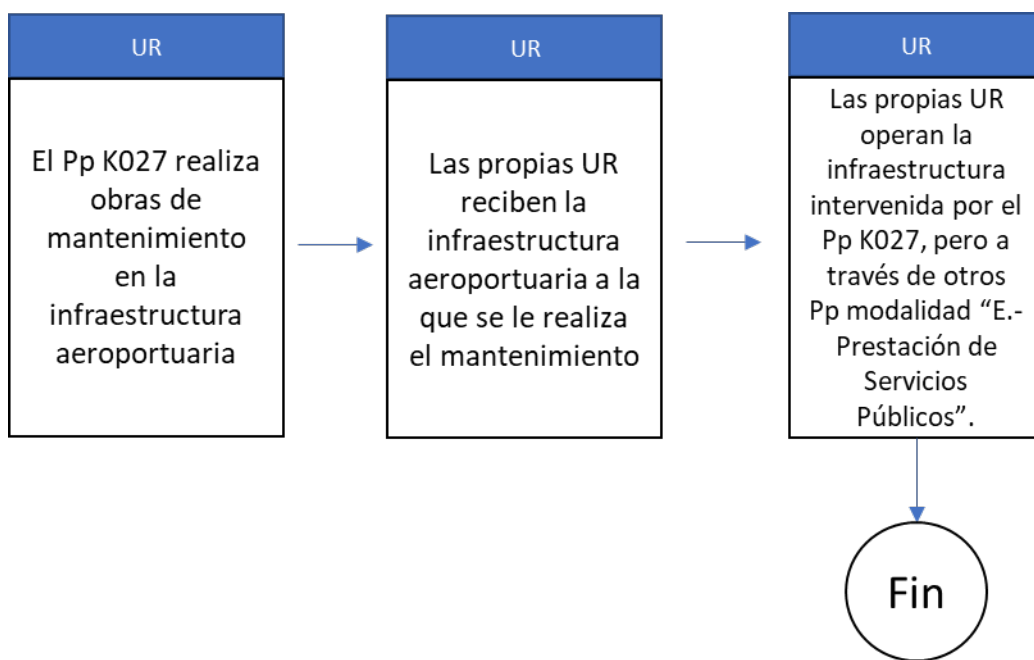 UR
El Pp K027 realiza
obras de
mantenimiento
en la
infraestructura
aeroportuaria
UR
Las propias UR
reciben la
infraestructura
aeroportuaria a la
que se le realiza
el mantenimiento
UR
Las propias UR
operan la
infraestructura
intervenida por el
Pp K027, pero a
través de otros
Pp modalidad “E.-
Prestación de
Servicios
Públicos”.
Fin